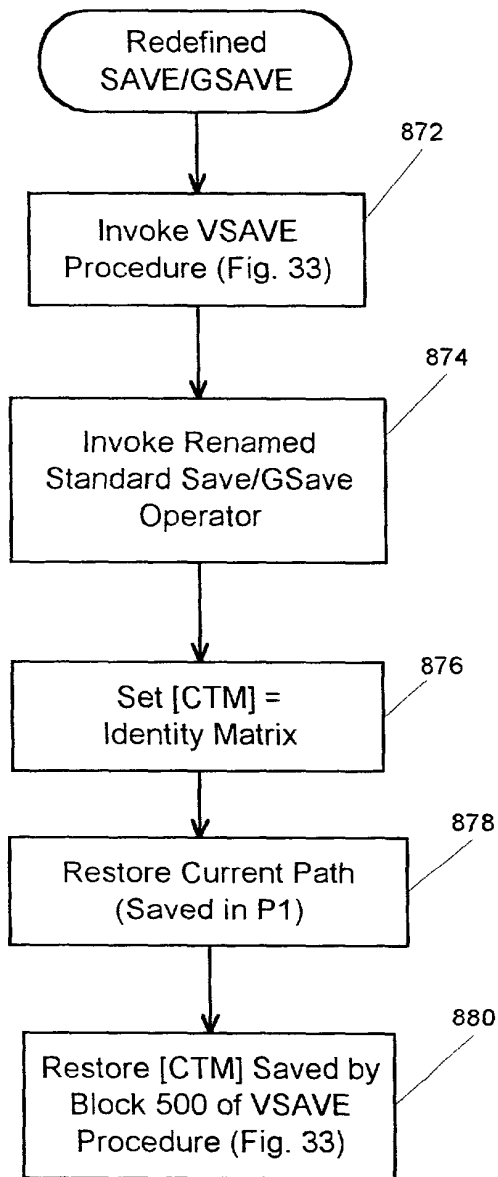 Redefined
SAVE/GSAVE
872
Invoke VSAVE
Procedure (Fig. 33)
874
Invoke Renamed
Standard Save/GSave
Operator
876
Set [CTM] =
Identity Matrix
878
Restore Current Path
(Saved in P1)
880
Restore [CTM] Saved by
Block 500 of VSAVE
Procedure (Fig. 33)